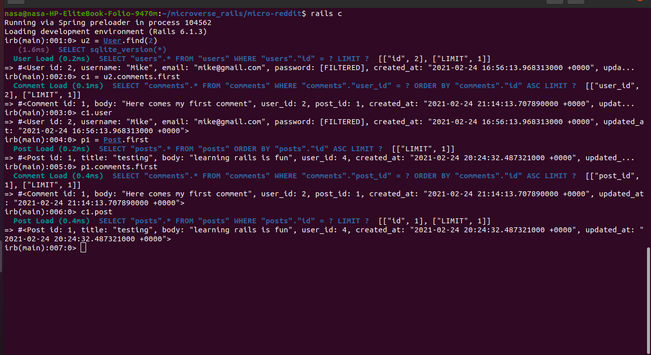 nasa@nasa-HP-EliteBook-Folio-9470m:~/microverse_rails/micro-reddit$ rails c
Running via Spring preloader in process 104562
Loading development environment (Rails 6.1.3)
irb(main):001:0> u2 = User.find(2)
   (1.6ms)  SELECT sqlite_version(*)
  User Load (0.2ms)  SELECT "users".* FROM "users" WHERE "users"."id" = ? LIMIT ?  [["id", 2], ["LIMIT", 1]]
=> #<User id: 2, username: "Mike", email: "mike@gmail.com", password: [FILTERED], created_at: "2021-02-24 16:56:13.968313000 +0000", upda...
irb(main):002:0> c1 = u2.comments.first
  Comment Load (0.1ms)  SELECT "comments".* FROM "comments" WHERE "comments"."user_id" = ? ORDER BY "comments"."id" ASC LIMIT ?  [["user_id",
2], ["LIMIT", 1]]
=> #<Comment id: 1, body: "Here comes my first comment", user_id: 2, post_id: 1, created_at: "2021-02-24 21:14:13.707891000 +0000", updat...
irb(main):003:0> c1.user
=> #<User id: 2, username: "Mike", email: "mike@gmail.com", password: [FILTERED], created_at: "2021-02-24 16:56:13.968313000 +0000", updated_a
t: "2021-02-24 16:56:13.968313000 +0000">
irb(main):004:0> p1 = Post.first
  Post Load (0.2ms)  SELECT "posts".* FROM "posts" ORDER BY "posts"."id" ASC LIMIT ?  [["LIMIT", 1]]
=> #<Post id: 1, title: "testing", body: "learning rails is fun", user_id: 4, created_at: "2021-02-24 20:24:32.487321000 +0000", updated_...
irb(main):005:0> p1.comments.first
  Comment Load (0.4ms)  SELECT "comments".* FROM "comments" WHERE "comments"."post_id" = ? ORDER BY "comments"."id" ASC LIMIT ?  [["post_id",
1], ["LIMIT", 1]]
=> #<Comment id: 1, body: "Here comes my first comment", user_id: 2, post_id: 1, created_at: "2021-02-24 21:14:13.707890000 +0000", updated_at
: "2021-02-24 21:14:13.707890000 +0000">
irb(main):006:0> c1.post
  Post Load (0.4ms)  SELECT "posts".* FROM "posts" WHERE "posts"."id" = ? LIMIT ?  [["id", 1], ["LIMIT", 1]]
=> #<Post id: 1, title: "testing", body: "learning rails is fun", user_id: 4, created_at: "2021-02-24 20:24:32.487321000 +0000", updated_at: "
2021-02-24 20:24:32.487321000 +0000">
irb(main):007:0>